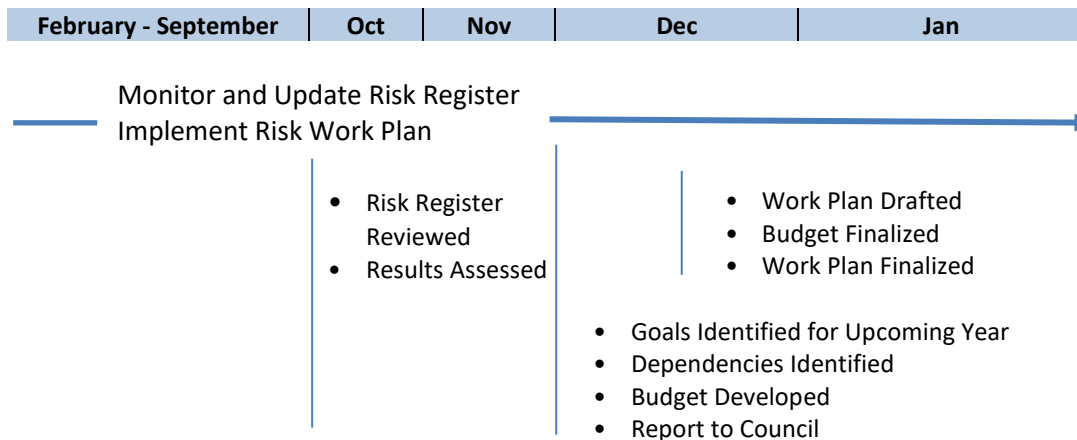 February - September Oct Nov Dec Jan
Monitor and Update Risk Register
Implement Risk Work Plan
• Risk Register
Reviewed
• Results Assessed
• Work Plan Drafted
• Budget Finalized
• Work Plan Finalized
• Goals Identified for Upcoming Year
• Dependencies Identified
• Budget Developed
• Report to Council